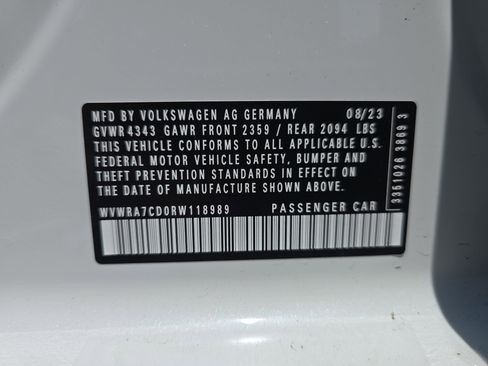 MFD BY VOLKSWAGEN AG GERMANY 08/23
GVWR 4343 GAWR FRONT 2359 / REAR 2094 LBS
THIS VEHICLE CONFORMS TO ALL APPLICABLE U.S.
FEDERAL MOTOR VEHICLE SAFETY, BUMPER AND
THEFT PREVENTION STANDARDS IN EFFECT ON
THE DATE OF MANUFACTURE SHOWN ABOVE.
WVWRA7CD0RW118989 PASSENGER CAR
3351026 3869 3